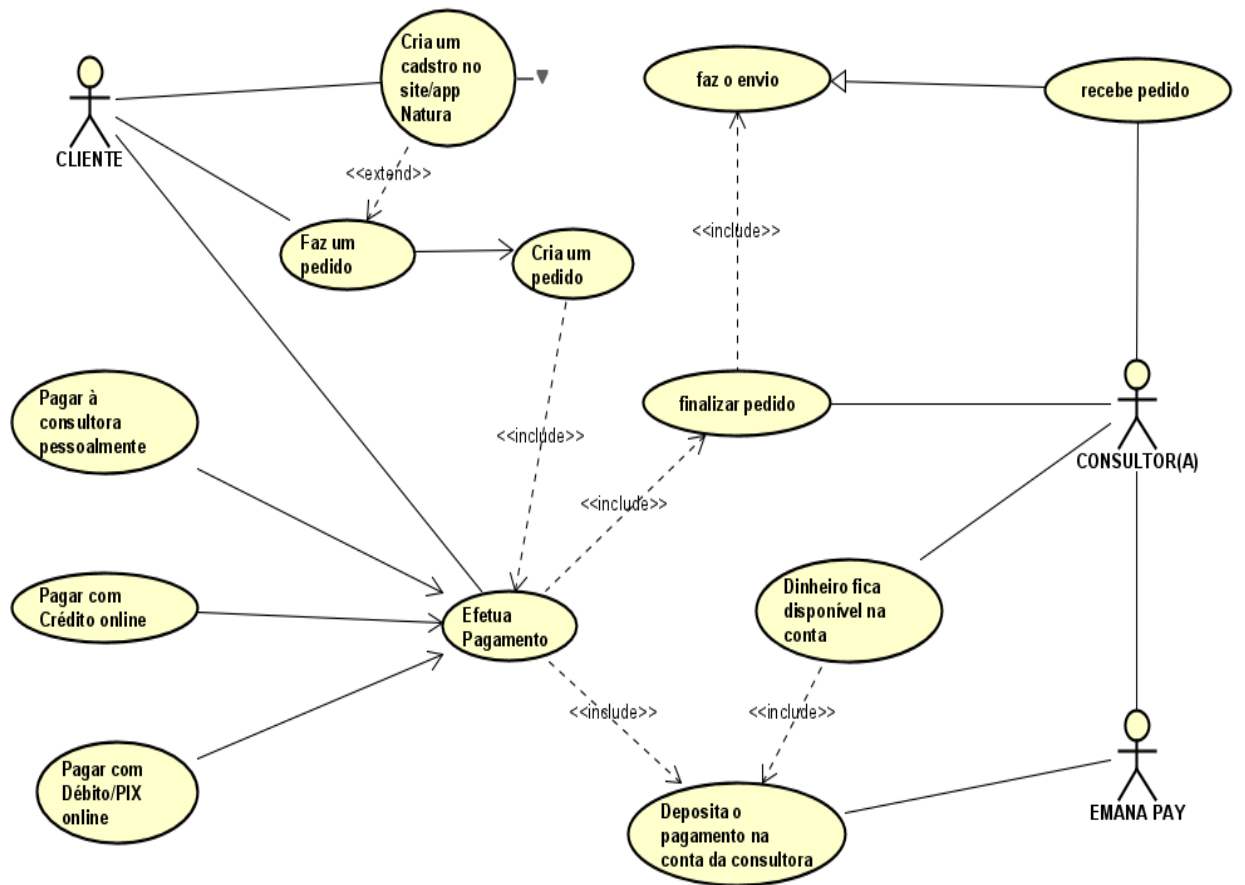 Cria um
cadstro no
site/app
Natura
faz o envio
recebe pedido
CLIENTE
<<extend>>
Faz um
pedido
Cria um
pedido
<<include>>
Pagar à
consultora
pessoalmente
finalizar pedido
CONSULTOR(A)
<<include>>
<<include>>
Pagar com
Crédito online
Efetua
Pagamento
Dinheiro fica
disponível na
conta
<<include>>
<<include>>
Pagar com
Débito/PIX
online
Deposita o
pagamento na
conta da consultora
EMANA PAY